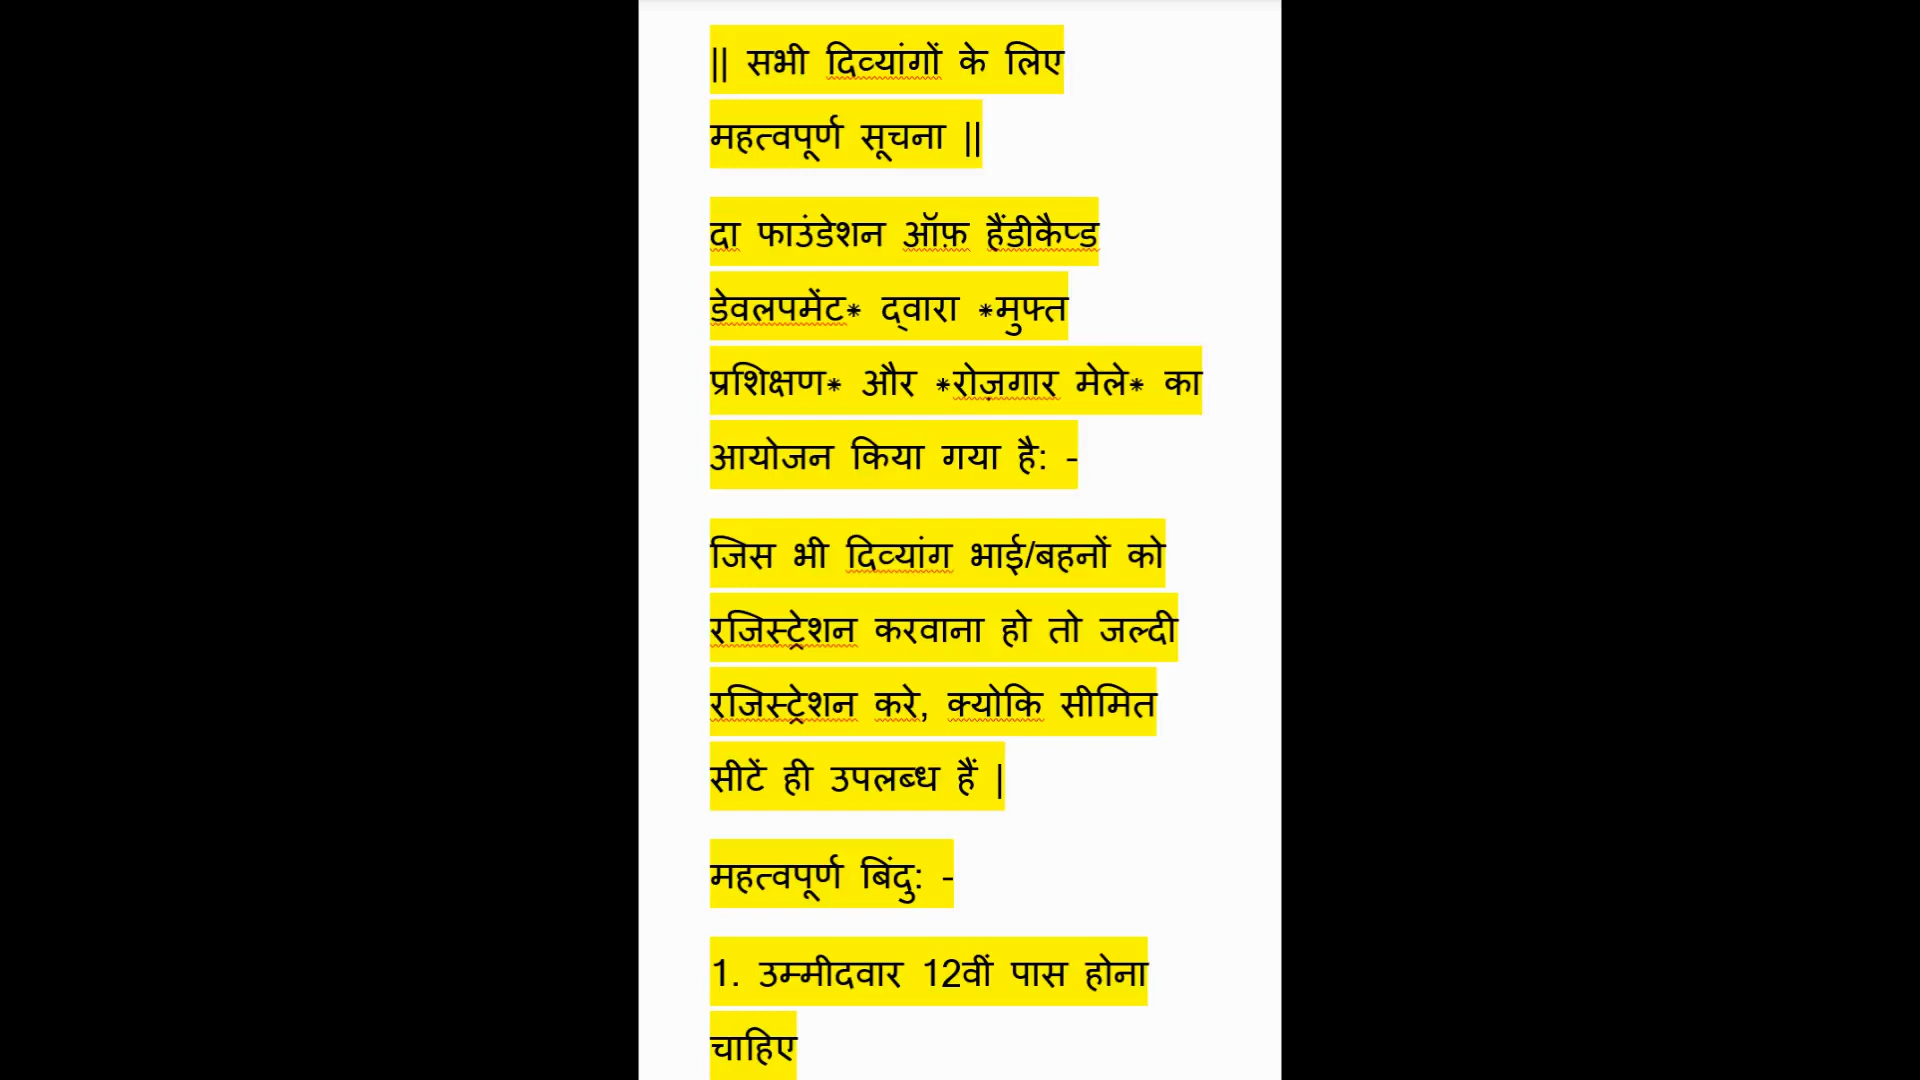 || सभी दिव्यांगों के लिए
महत्वपूर्ण सूचना ||
दा फाउंडेशन ऑफ़ हैंडीकैप्ड
डेवलपमेंट* द्वारा *मुफ्त
प्रशिक्षण* और *रोज़गार मेले* का
आयोजन किया गया है: -
जिस भी दिव्यांग भाई/बहनों को
रजिस्ट्रेशन करवाना हो तो जल्दी
रजिस्ट्रेशन करे, क्योकि सीमित
सीटें ही उपलब्ध हैं |
महत्वपूर्ण बिंदु: -
1. उम्मीदवार 12वीं पास होना
चाहिए